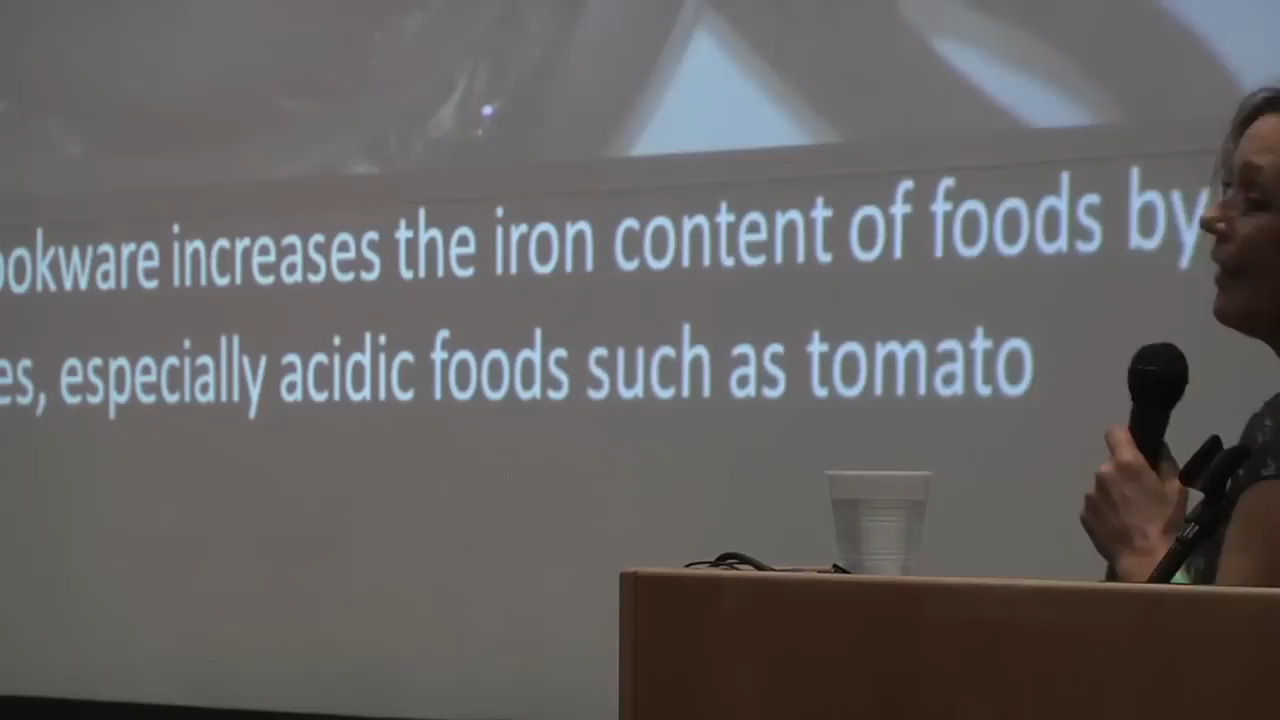 ookware increases the iron content of foods by
es, especially acidic foods such as tomato